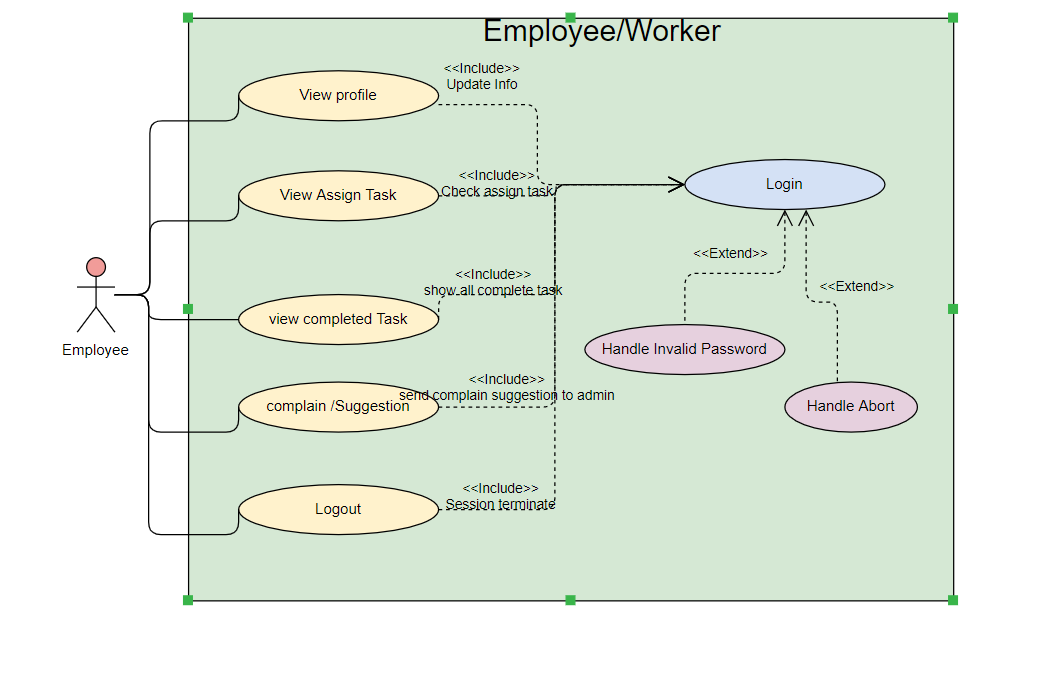 Employee/Worker
<<Include>>
Update Info
View profile
<<Include>>
Check assign task
View Assign Task
Login
<<Extend>>
<<Include>>
show all complete task
<<Extend>>
view completed Task
Employee
Handle Invalid Password
<<Include>>
send complain suggestion to admin
complain /Suggestion
Handle Abort
<<Include>>
Session terminate
Logout